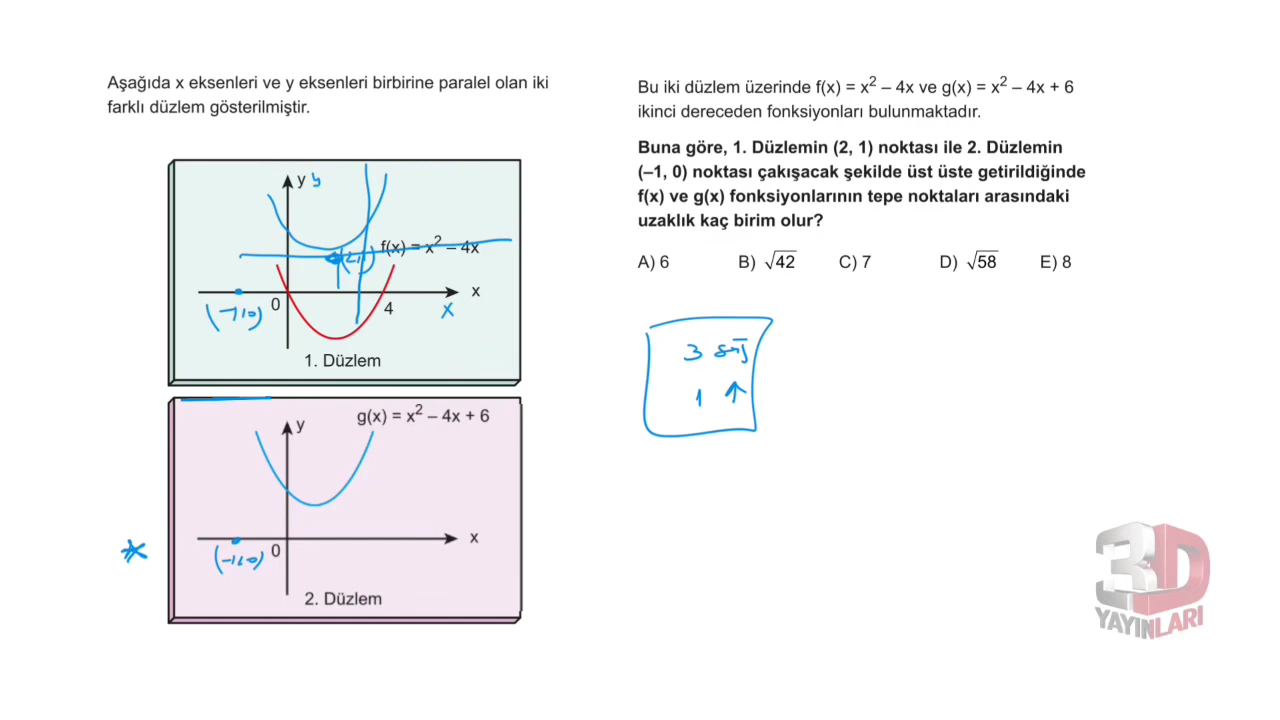 Aşağıda x eksenleri ve y eksenleri birbirine paralel olan iki
farklı düzlem gösterilmiştir.
y y
f(x) = x² – 4x
(2,1)
x
0
4
x
(-1,0)
1. Düzlem
g(x) = x² – 4x + 6
y
x
0
(-1,0)
2. Düzlem
Bu iki düzlem üzerinde f(x) = x² – 4x ve g(x) = x² – 4x + 6
ikinci dereceden fonksiyonları bulunmaktadır.
Buna göre, 1. Düzlemin (2, 1) noktası ile 2. Düzlemin
(–1, 0) noktası çakışacak şekilde üst üste getirildiğinde
f(x) ve g(x) fonksiyonlarının tepe noktaları arasındaki
uzaklık kaç birim olur?
A) 6 B) √42 C) 7 D) √58 E) 8
3 sağ
1 ↑
3D
YAYINLARI